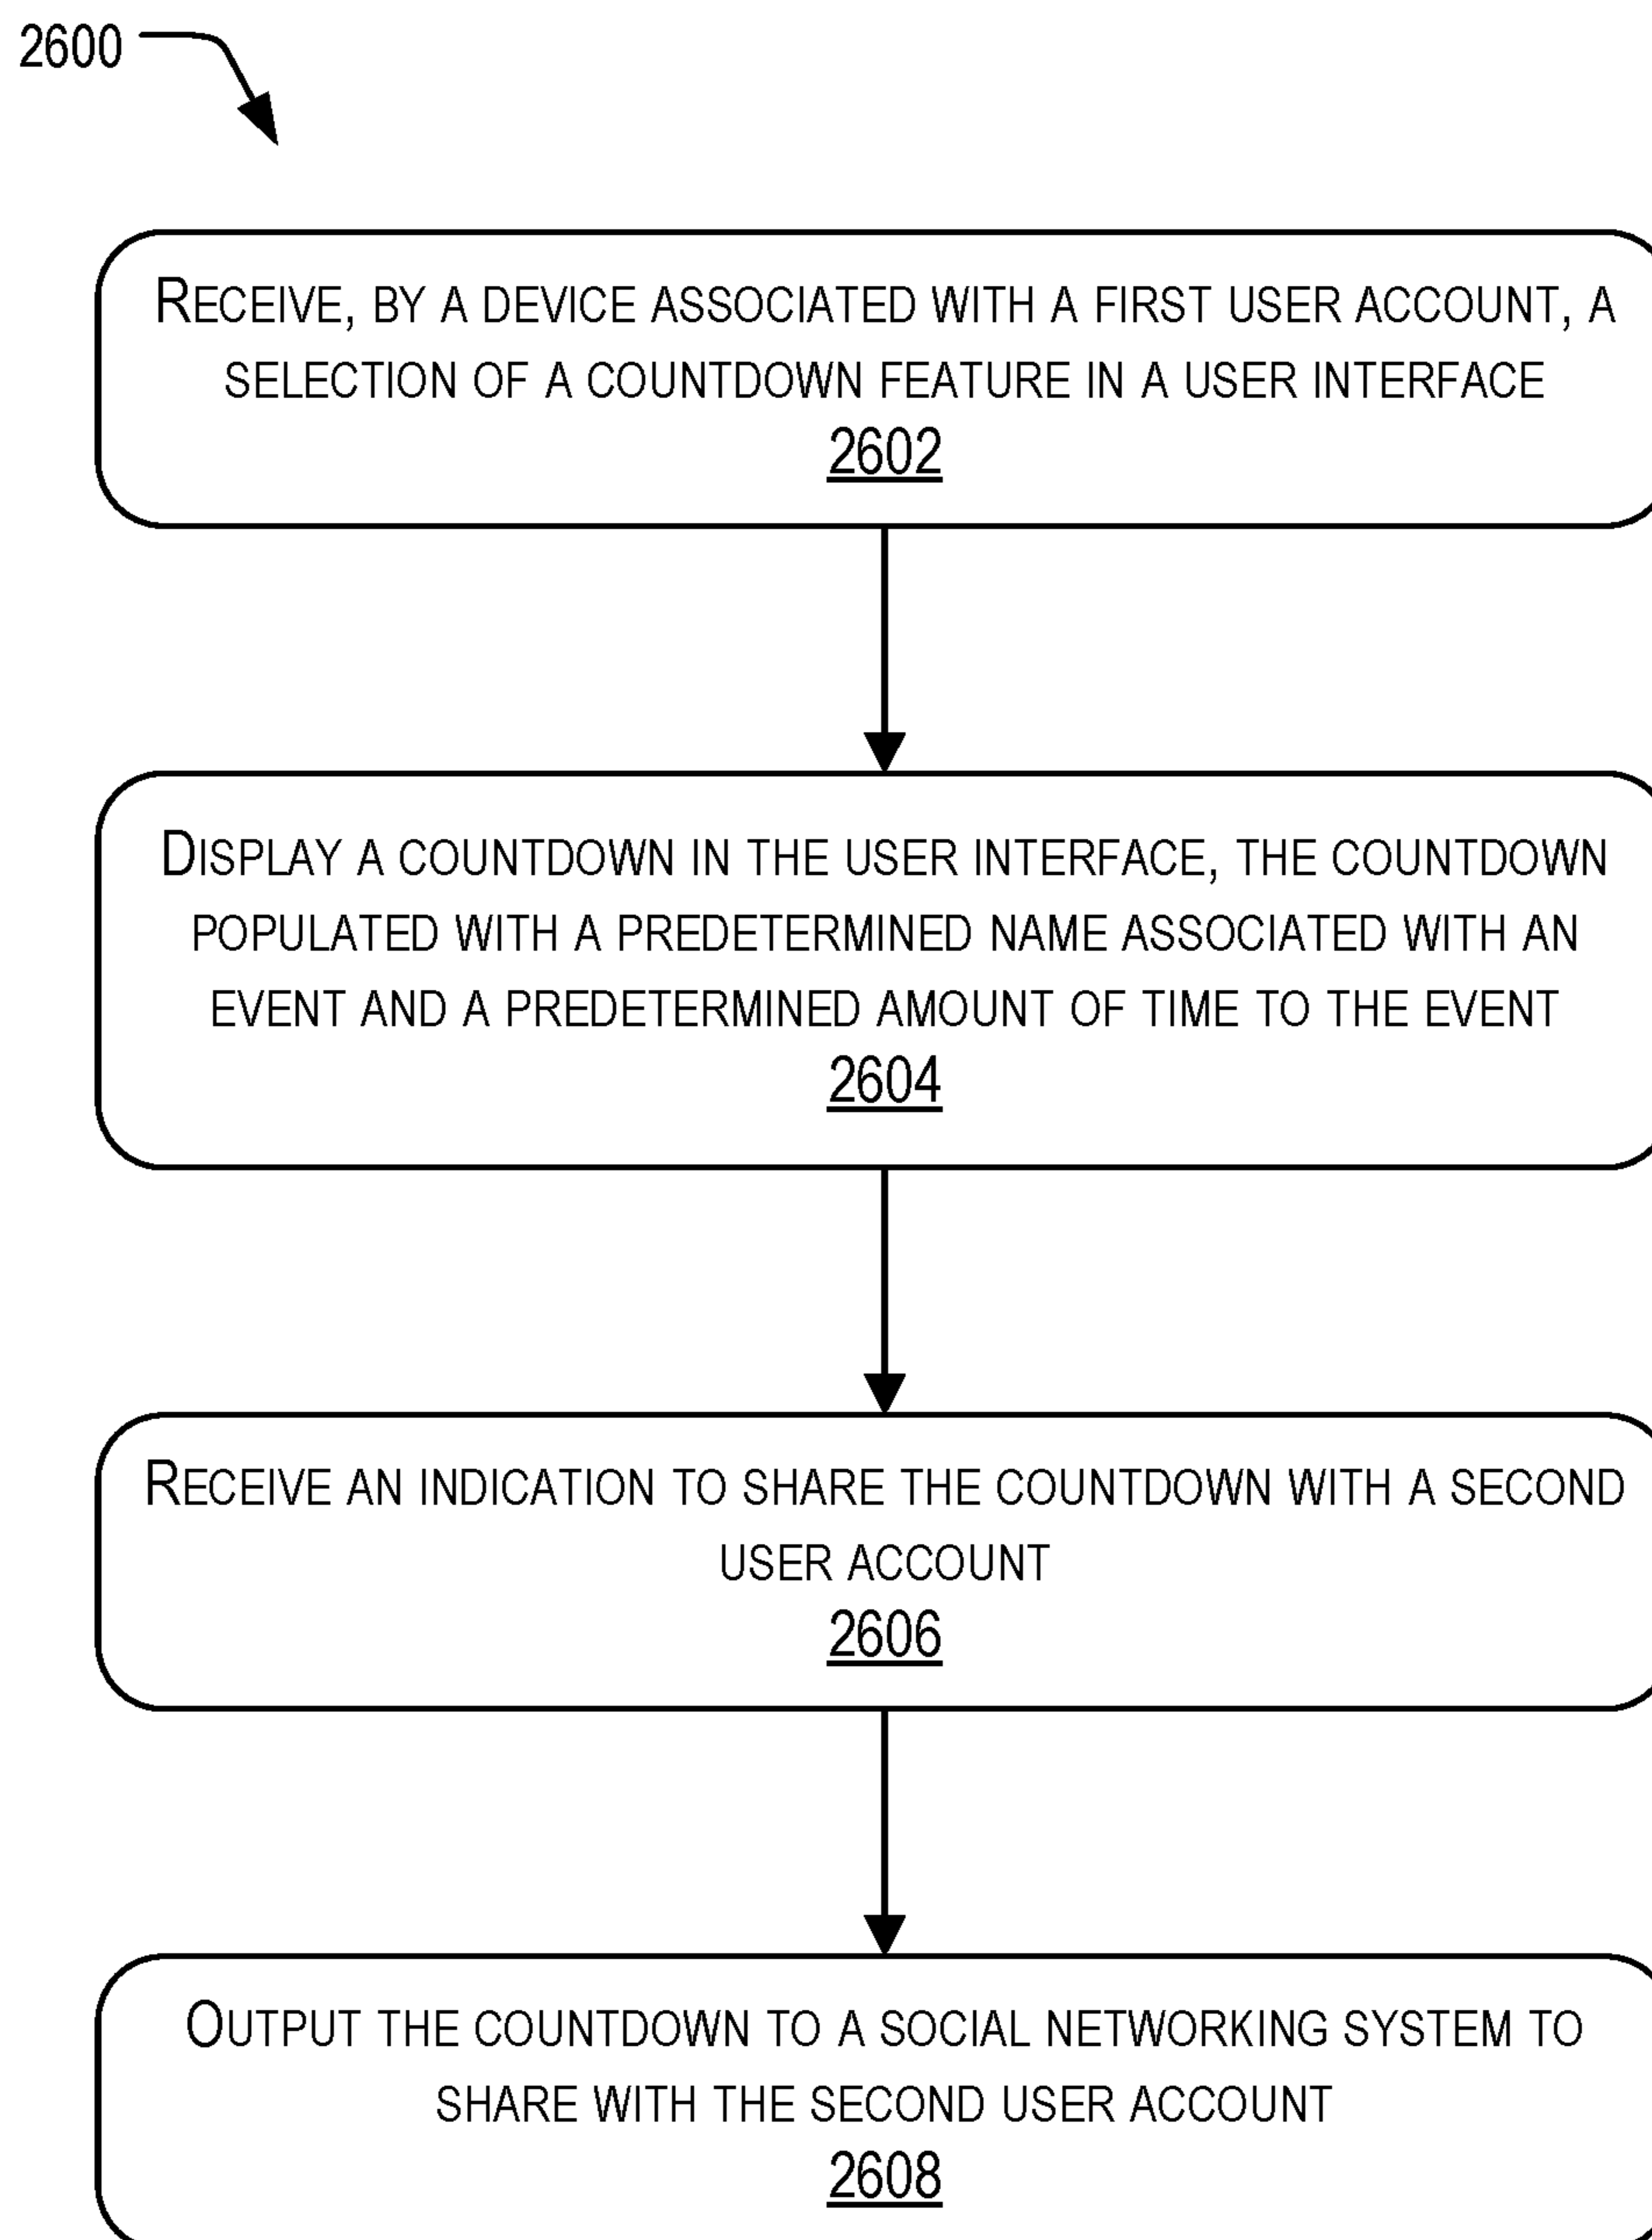 2600
RECEIVE, BY A DEVICE ASSOCIATED WITH A FIRST USER ACCOUNT, A
SELECTION OF A COUNTDOWN FEATURE IN A USER INTERFACE
2602
DISPLAY A COUNTDOWN IN THE USER INTERFACE, THE COUNTDOWN
POPULATED WITH A PREDETERMINED NAME ASSOCIATED WITH AN
EVENT AND A PREDETERMINED AMOUNT OF TIME TO THE EVENT
2604
RECEIVE AN INDICATION TO SHARE THE COUNTDOWN WITH A SECOND
USER ACCOUNT
2606
OUTPUT THE COUNTDOWN TO A SOCIAL NETWORKING SYSTEM TO
SHARE WITH THE SECOND USER ACCOUNT
2608